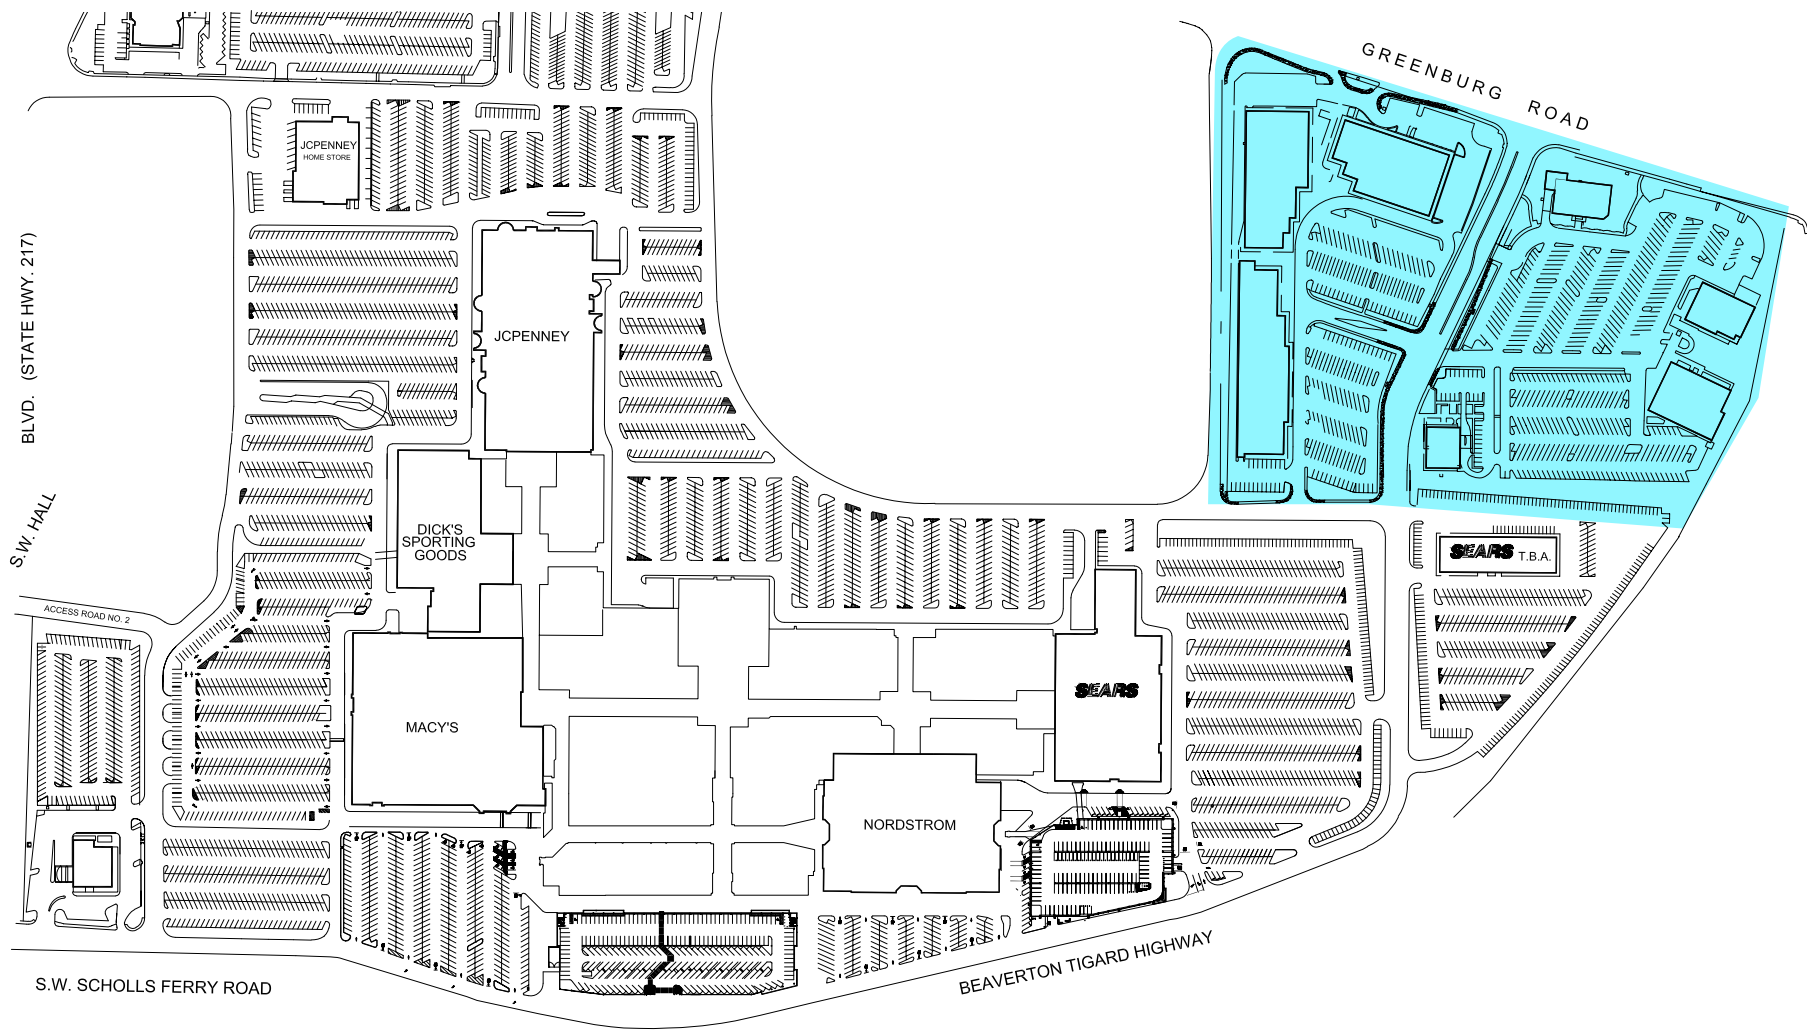 GREENBURG ROAD
JCPENNEY
HOME STORE
BLVD. (STATE HWY. 217)
JCPENNEY
S.W. HALL
DICK'S
SPORTING
GOODS
SEARS T.B.A.
ACCESS ROAD NO. 2
SEARS
MACY'S
NORDSTROM
BEAVERTON TIGARD HIGHWAY
S.W. SCHOLLS FERRY ROAD